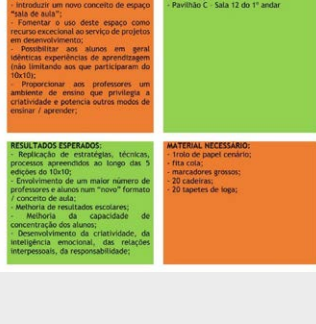 - Introduzir um novo conceito de espaço
"sala de aula";
- Fomentar o uso deste espaço como
recurso excecional ao serviço de projetos
em desenvolvimento;
- Possibilitar aos alunos em geral
idênticas experiências de aprendizagem
(não limitando aos que participaram do
10x10);
- Proporcionar aos professores um
ambiente de ensino que privilegia a
criatividade e potencia outros modos de
ensinar / aprender;
- Pavilhão C - Sala 12 do 1º andar
RESULTADOS ESPERADOS:
- Replicação de estratégias, técnicas,
processos apreendidos ao longo das 5
edições do 10x10;
- Envolvimento de um maior número de
professores e alunos num "novo" formato
/ conceito de aula;
- Melhoria de resultados escolares;
- Melhoria da capacidade de
concentração dos alunos;
- Desenvolvimento da criatividade, da
inteligência emocional, das relações
interpessoais, da responsabilidade;
MATERIAL NECESSÁRIO:
- 1rolo de papel cenário;
- fita cola;
- marcadores grossos;
- 20 cadeiras;
- 20 tapetes de Ioga;